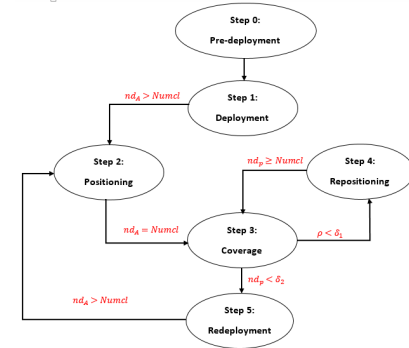 Step 0:
Pre-deployment
nd_A > Numcl
Step 1:
Deployment
Step 2:
Positioning
nd_p ≥ Numcl
Step 4:
Repositioning
nd_A = Numcl
Step 3:
Coverage
ρ < δ_1
nd_p < δ_2
nd_A > Numcl
Step 5:
Redeployment